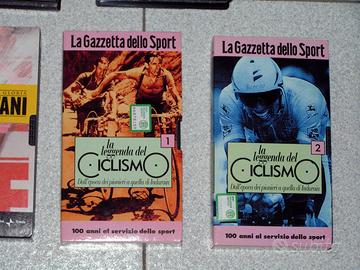 GLORIA
ANI
La Gazzetta dello Sport
la
leggenda del
CICLISMO
1
Dall'epoca dei pionieri a quella di Indurain
100 anni al servizio dello sport
La Gazzetta dello Sport
la
leggenda del
CICLISMO
2
Dall'epoca dei pionieri a quella di Indurain
100 anni al servizio dello sport